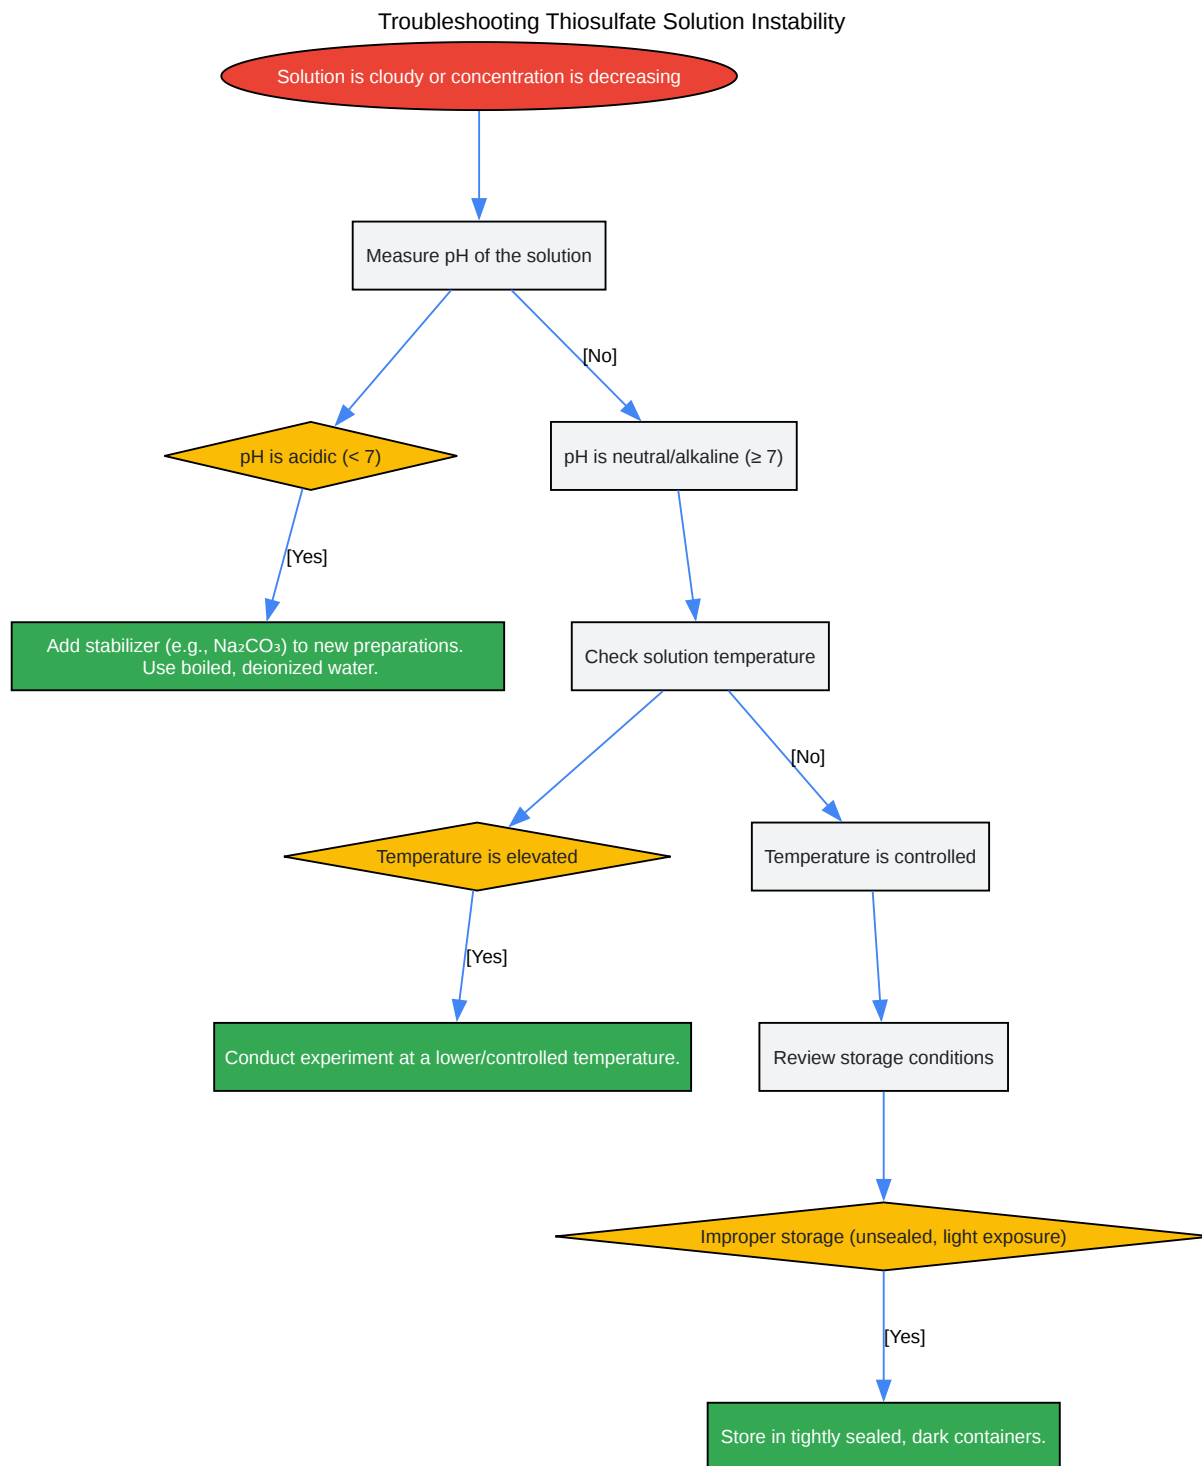 Troubleshooting Thiosulfate Solution Instability
Solution is cloudy or concentration is decreasing
Measure pH of the solution
[No]
pH is acidic (< 7)
pH is neutral/alkaline (≥ 7)
[Yes]
Add stabilizer (e.g., Na₂CO₃) to new preparations.
Use boiled, deionized water.
Check solution temperature
[No]
Temperature is elevated
Temperature is controlled
[Yes]
Conduct experiment at a lower/controlled temperature.
Review storage conditions
Improper storage (unsealed, light exposure)
[Yes]
Store in tightly sealed, dark containers.